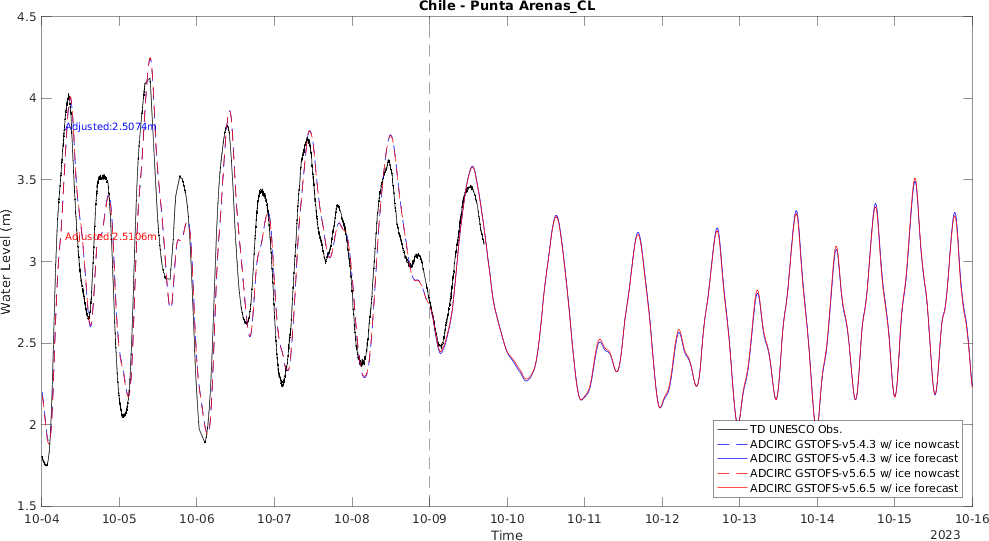 Chile - Punta Arenas_CL
4.5
4
3.5
3
2.5
2
1.5
Water Level (m)
Adjusted:2.5074m
Adjusted:2.5106m
TD UNESCO Obs.
ADCIRC GSTOFS-v5.4.3 w/ ice nowcast
ADCIRC GSTOFS-v5.4.3 w/ ice forecast
ADCIRC GSTOFS-v5.6.5 w/ ice nowcast
ADCIRC GSTOFS-v5.6.5 w/ ice forecast
10-04 10-05 10-06 10-07 10-08 10-09 10-10 10-11 10-12 10-13 10-14 10-15 10-16
Time
2023